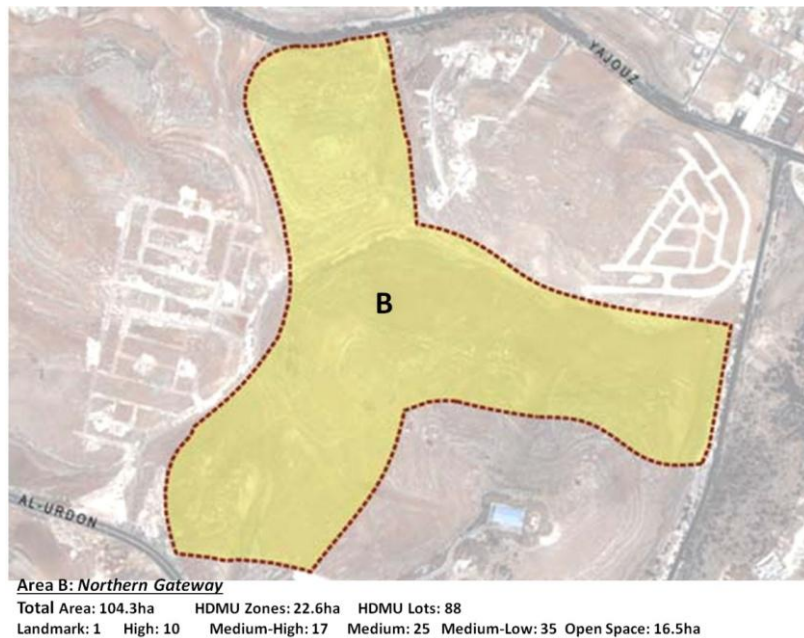 YAJOUZ
B
AL-URDON
Area B: Northern Gateway
Total Area: 104.3ha HDMU Zones: 22.6ha HDMU Lots: 88
Landmark: 1 High: 10 Medium-High: 17 Medium: 25 Medium-Low: 35 Open Space: 16.5ha